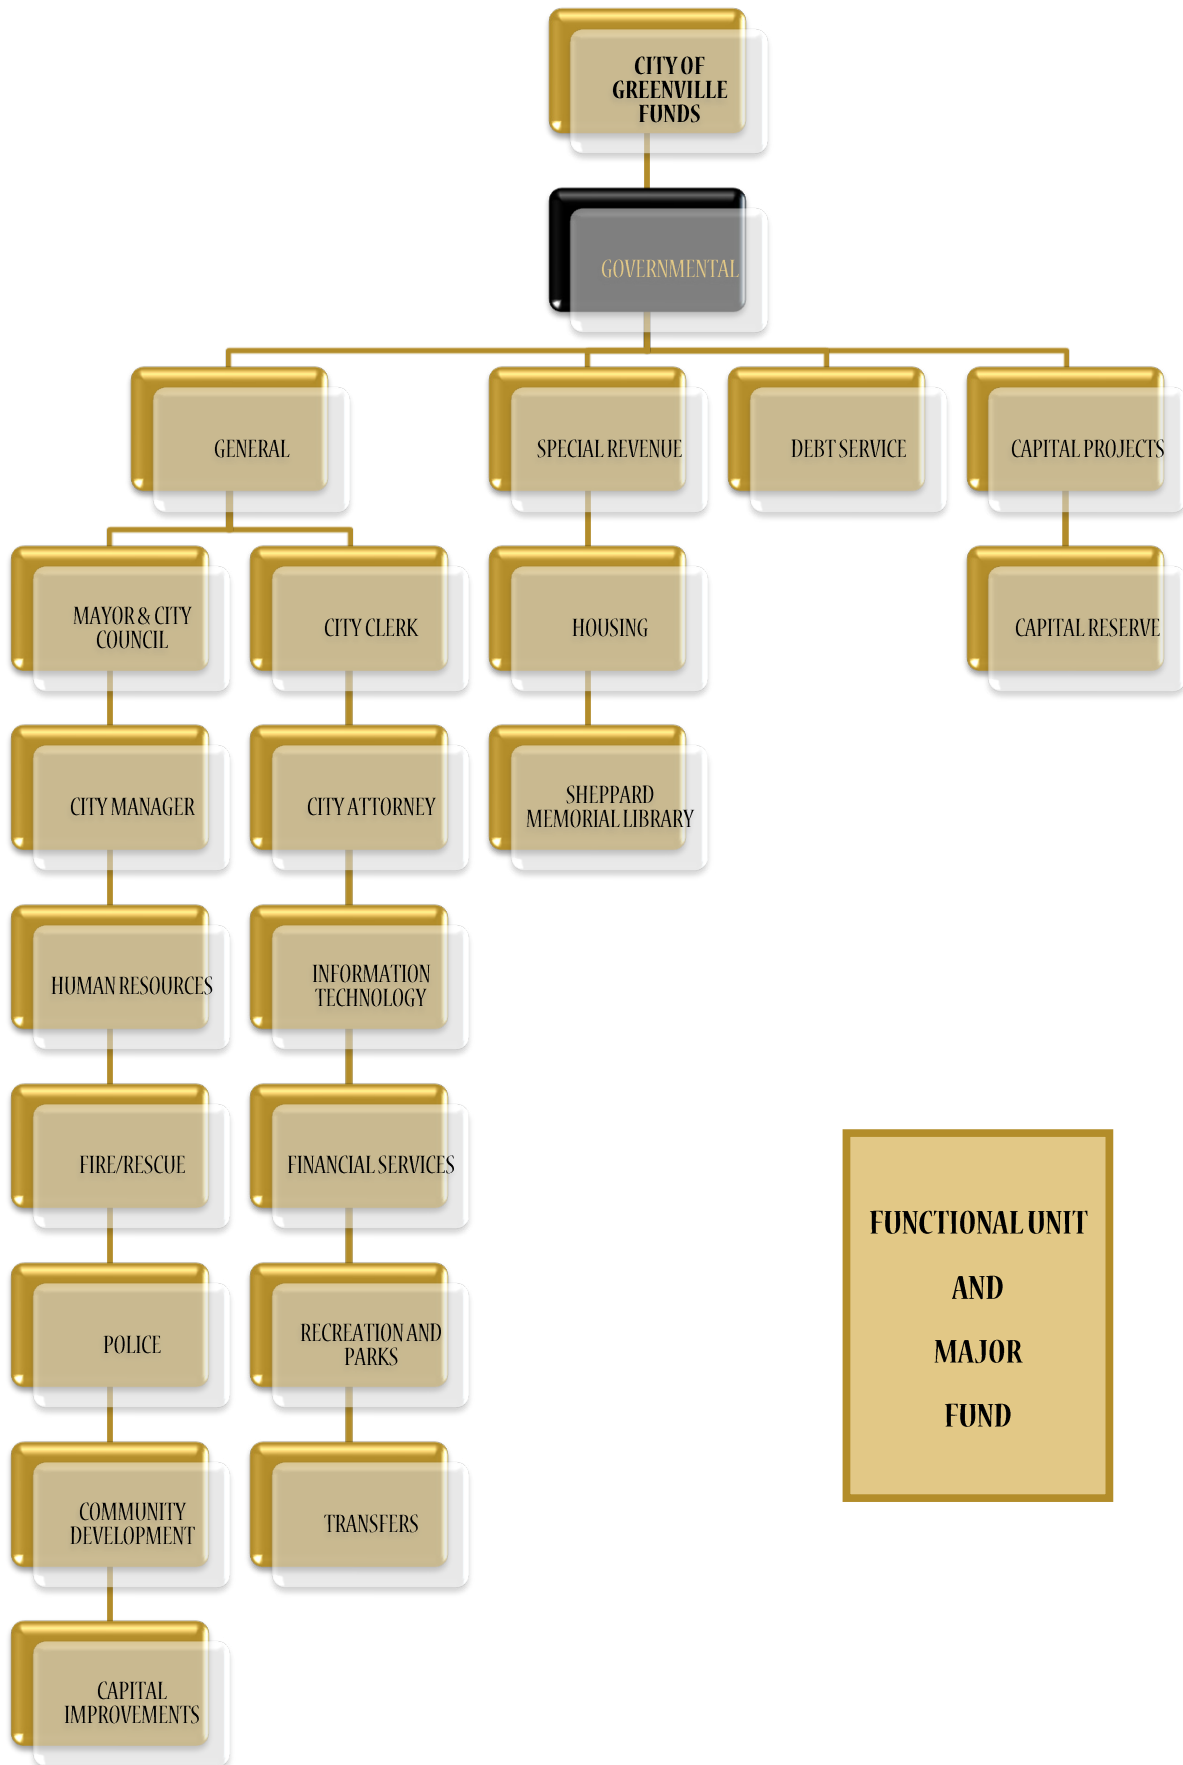 CITY OF
GREENVILLE
FUNDS
GOVERNMENTAL
GENERAL
SPECIAL REVENUE
DEBT SERVICE
CAPITAL PROJECTS
MAYOR & CITY
COUNCIL
CITY CLERK
HOUSING
CAPITAL RESERVE
CITY MANAGER
CITY ATTORNEY
SHEPPARD
MEMORIAL LIBRARY
HUMAN RESOURCES
INFORMATION
TECHNOLOGY
FIRE/RESCUE
FINANCIAL SERVICES
POLICE
RECREATION AND
PARKS
COMMUNITY
DEVELOPMENT
TRANSFERS
CAPITAL
IMPROVEMENTS
FUNCTIONAL UNIT
AND
MAJOR
FUND